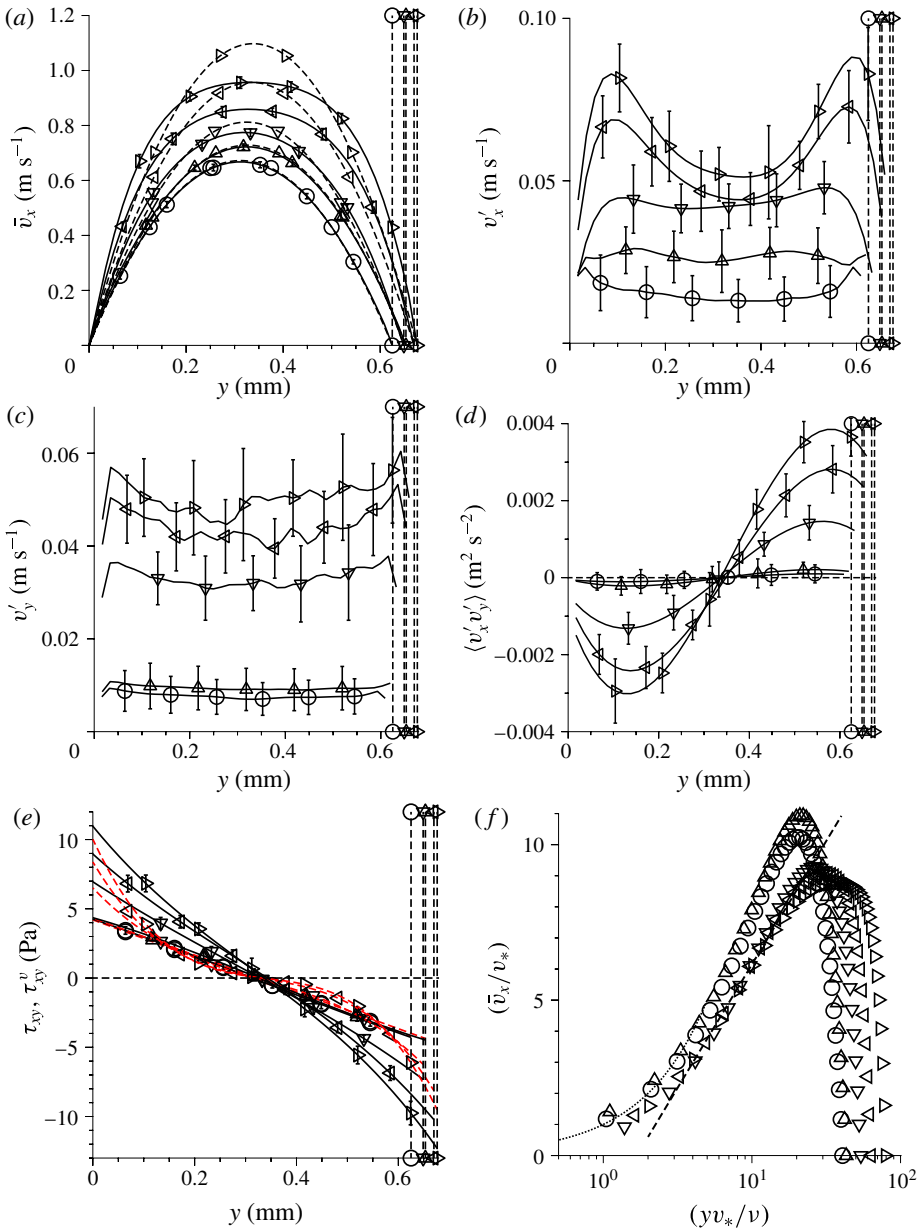 (a)
1.2
1.0
0.8
0.6
0.4
0.2
0
0.2
0.4
0.6
v̄ₓ (m s⁻¹)
y (mm)
(b)
0.10
0.05
0
0.2
0.4
0.6
v′ₓ (m s⁻¹)
y (mm)
(c)
0.06
0.04
0.02
0
0.2
0.4
0.6
v′_y (m s⁻¹)
y (mm)
(d)
0.004
0.002
0
−0.002
−0.004
0
0.2
0.4
0.6
⟨v′ₓv′_y⟩ (m² s⁻²)
y (mm)
(e)
10
5
0
−5
−10
0
0.2
0.4
0.6
τ_xy, τ^v_xy (Pa)
y (mm)
(f)
10
5
0
10⁰
10¹
10²
(v̄ₓ/v*)
(yv*/ν)